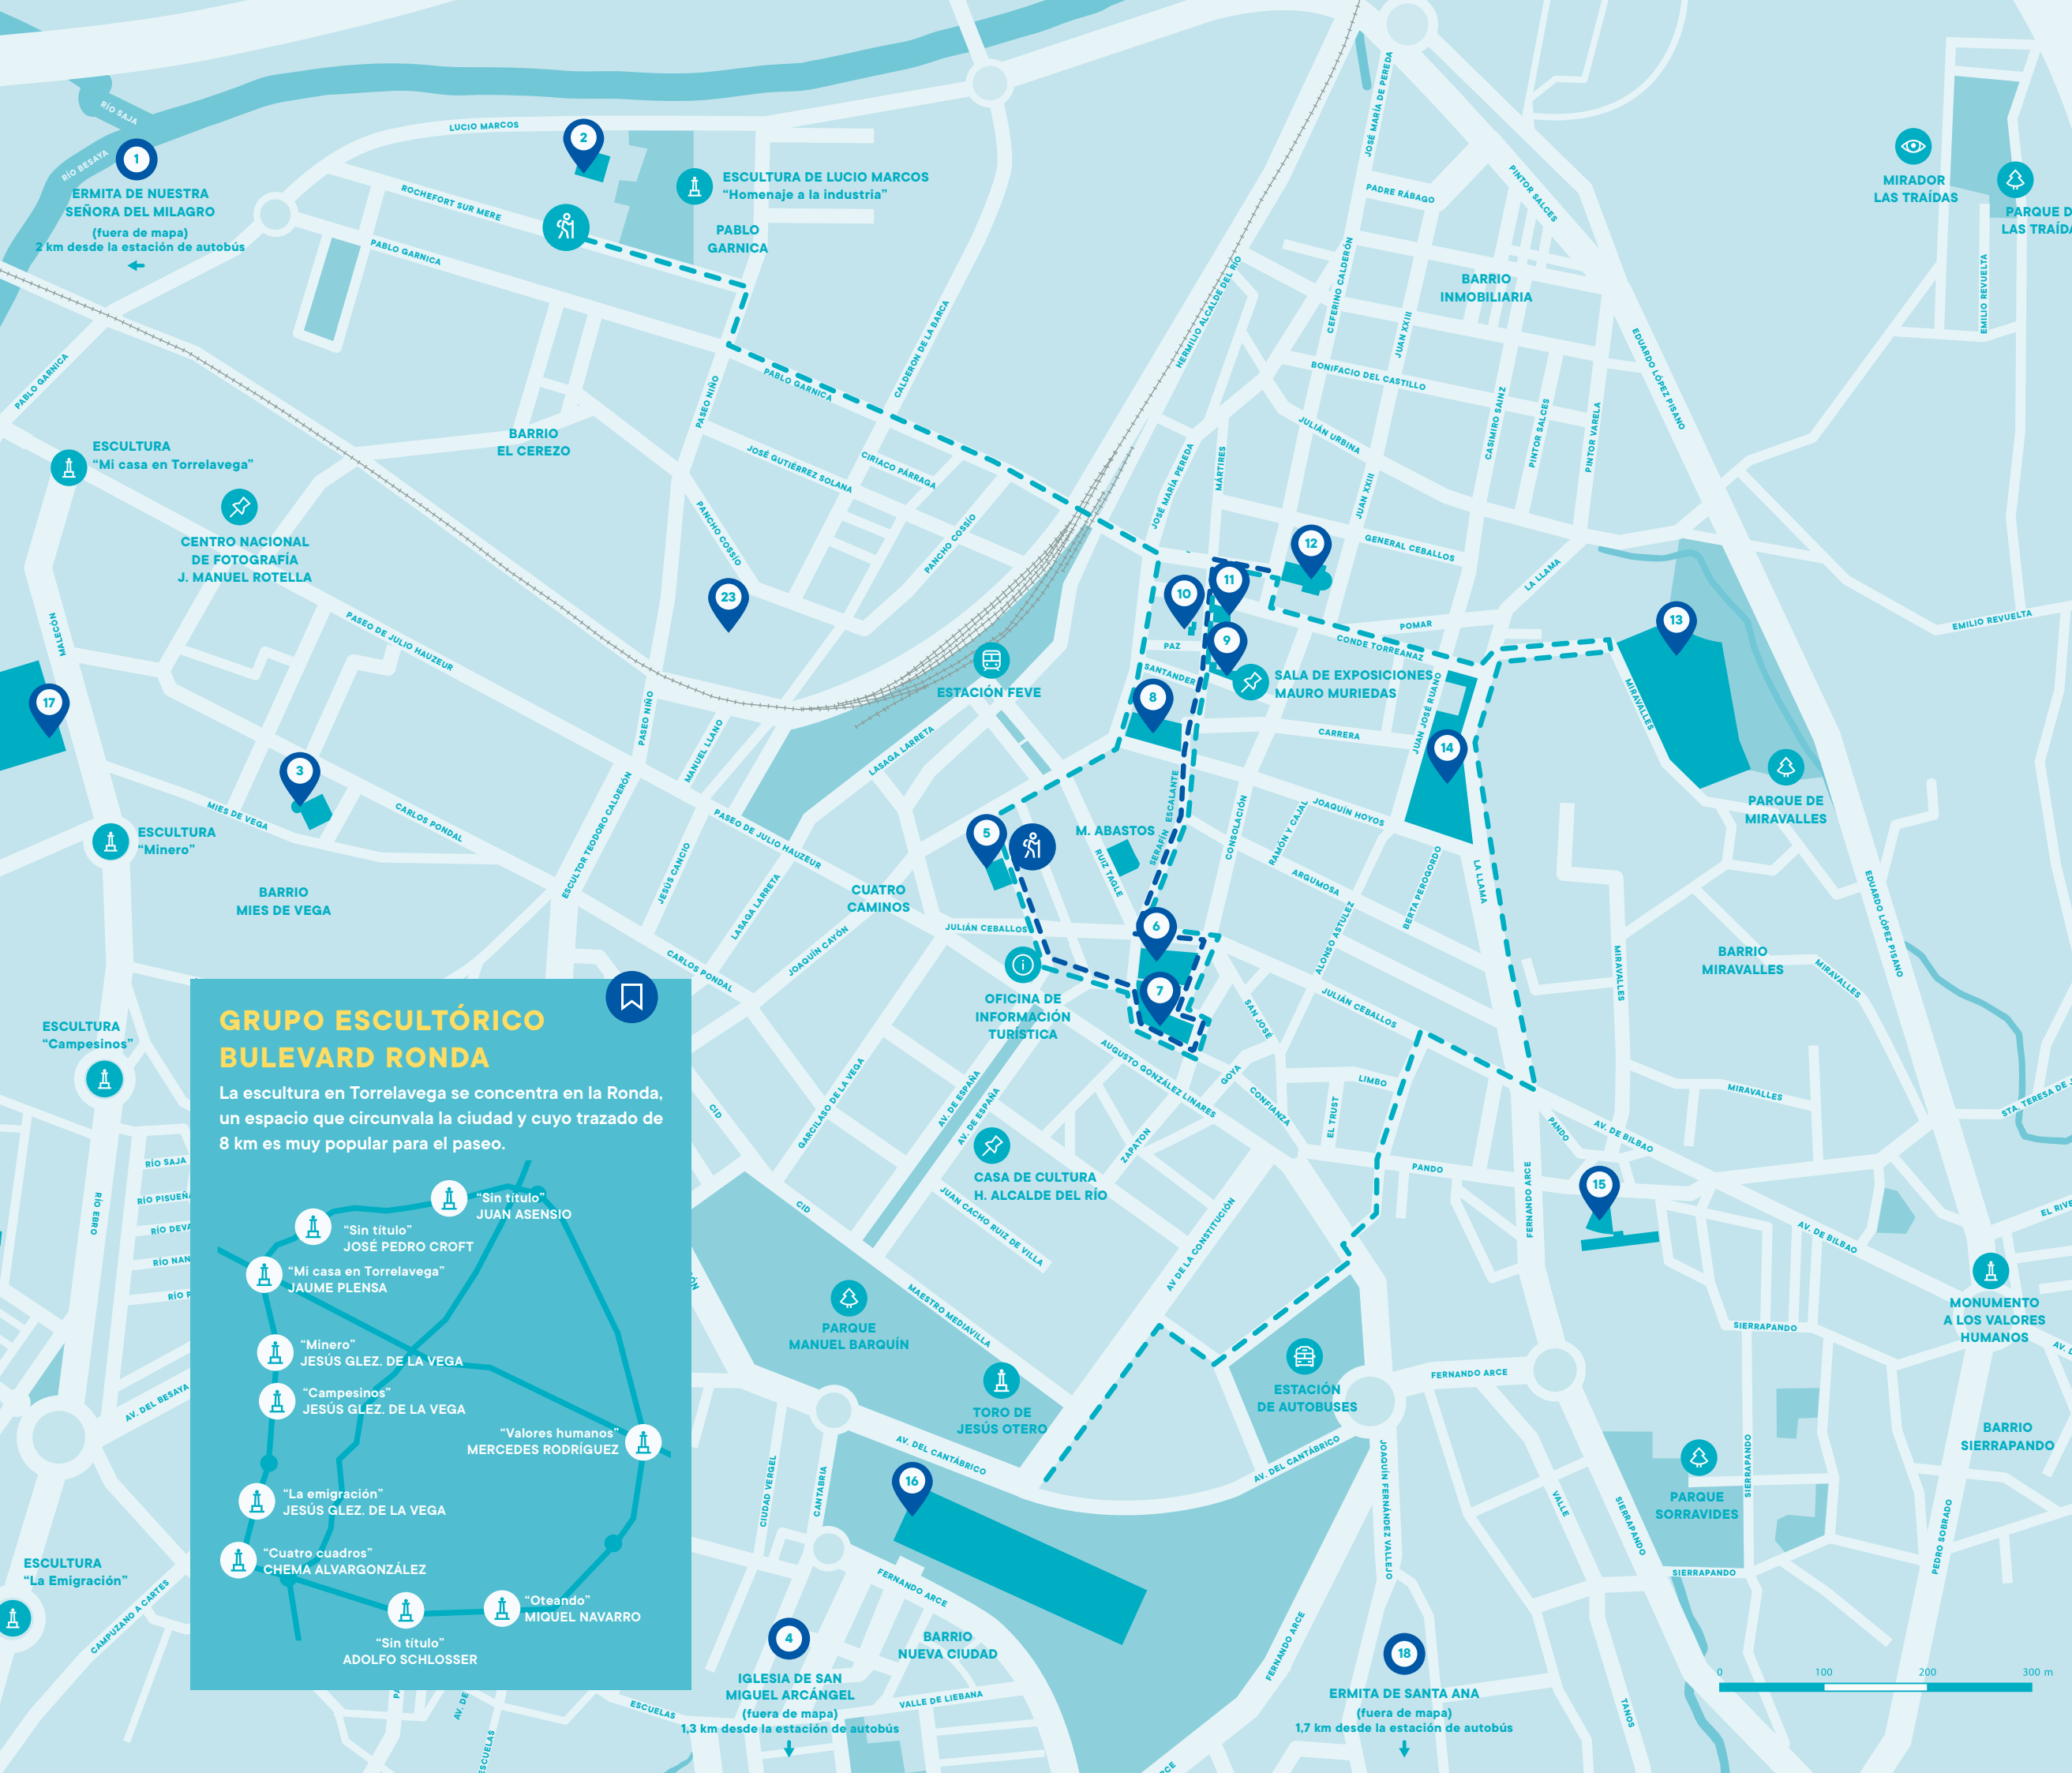 RÍO SAJA
RÍO BESAYA
1
ERMITA DE NUESTRA
SEÑORA DEL MILAGRO
(fuera de mapa)
2 km desde la estación de autobús
LUCIO MARCOS
2
ESCULTURA DE LUCIO MARCOS
“Homenaje a la industria”
ROCHEFORT SUR MERE
PABLO GARNICA
PABLO
GARNICA
JOSÉ MARÍA DE PEREDA
PADRE RÁBAGO
PINTOR SALCES
MIRADOR
LAS TRAÍDAS
PARQUE D
LAS TRAÍDA
EMILIO REVUELTA
BARRIO
INMOBILIARIA
CEFERINO CALDERÓN
HERMILIO ALCALDE DEL RÍO
JUAN XXIII
EDUARDO LÓPEZ PISANO
CALDERON DE LA BARCA
PABLO GARNICA
PABLO GARNICA
PASEO NIÑO
BONIFACIO DEL CASTILLO
CASIMIRO SAINZ
PINTOR SALCES
PINTOR VARELA
JULIÁN URBINA
BARRIO
EL CEREZO
ESCULTURA
“Mi casa en Torrelavega”
JOSÉ GUTIÉRREZ SOLANA
CIRIACO PÁRRAGA
JOSÉ MARÍA PEREDA
MÁRTIRES
JUAN XXIII
CENTRO NACIONAL
DE FOTOGRAFÍA
J. MANUEL ROTELLA
PANCHO COSSÍO
PANCHO COSSÍO
12
GENERAL CEBALLOS
LA LLAMA
23
10
11
9
13
MALECÓN
PASEO DE JULIO HAUZEUR
PAZ
POMAR
CONDE TORREANAZ
EMILIO REVUELTA
SANTANDER
SALA DE EXPOSICIONES
MAURO MURIEDAS
ESTACIÓN FEVE
17
8
PASEO NIÑO
MANUEL LLANO
LASAGA LARRETA
CARRERA
JUAN JOSÉ RUANO
14
MIRAVALLES
3
MIES DE VEGA
CARLOS PONDAL
ESCRITOR TEODORO CALDERÓN
PASEO DE JULIO HAUZEUR
SERAFÍN ESCALANTE
CONSOLACIÓN
RAMÓN Y CAJAL
JOAQUÍN HOYOS
PARQUE DE
MIRAVALLES
ESCULTURA
“Minero”
5
M. ABASTOS
RUIZ TAGLE
JESÚS CANCIO
LASAGA LARRETA
ARGUMOSA
BERTA PEROGORDO
LA LLAMA
EDUARDO LÓPEZ PISANO
BARRIO
MIES DE VEGA
CUATRO
CAMINOS
JULIÁN CEBALLOS
6
ALONSO ASTULEZ
JOAQUÍN CAYÓN
CARLOS PONDAL
MIRAVALLES
BARRIO
MIRAVALLES
MIRAVALLES
7
OFICINA DE
INFORMACIÓN
TURÍSTICA
SAN JOSÉ
JULIÁN CEBALLOS
ESCULTURA
“Campesinos”
GRUPO ESCULTÓRICO
BULEVARD RONDA
La escultura en Torrelavega se concentra en la Ronda,
un espacio que circunvala la ciudad y cuyo trazado de
8 km es muy popular para el paseo.
AUGUSTO GONZÁLEZ LINARES
GOYA
CONFIANZA
LIMBO
EL TRUST
GARCILASO DE LA VEGA
AV. DE ESPAÑA
AV. DE ESPAÑA
CID
ZAPATON
PANDO
AV. DE BILBAO
MIRAVALLES
STA. TERESA DE J
CASA DE CULTURA
H. ALCALDE DEL RÍO
PANDO
FERNANDO ARCE
15
RÍO SAJA
RÍO PISUEÑA
RÍO DEVA
RÍO NAN
RÍO P
RÍO EBRO
“Sin título”
JUAN ASENSIO
“Sin título”
JOSÉ PEDRO CROFT
“Mi casa en Torrelavega”
JAUME PLENSA
“Minero”
JESÚS GLEZ. DE LA VEGA
“Campesinos”
JESÚS GLEZ. DE LA VEGA
“Valores humanos”
MERCEDES RODRÍGUEZ
“La emigración”
JESÚS GLEZ. DE LA VEGA
“Cuatro cuadros”
CHEMA ALVARGONZÁLEZ
“Oteando”
MIQUEL NAVARRO
“Sin título”
ADOLFO SCHLOSSER
CID
JUAN CACHO RUIZ DE VILLA
AV DE LA CONSTITUCIÓN
AV. DE BILBAO
EL RIVE
ÓN
MAESTRO MEDIAVILLA
PARQUE
MANUEL BARQUÍN
MONUMENTO
A LOS VALORES
HUMANOS
SIERRAPANDO
AV. D
AV. DEL BESAYA
TORO DE
JESÚS OTERO
ESTACIÓN
DE AUTOBUSES
FERNANDO ARCE
BARRIO
SIERRAPANDO
AV. DEL CANTÁBRICO
AV. DEL CANTÁBRICO
16
CIUDAD VERGEL
CANTABRIA
JOAQUÍN FERNÁNDEZ VALLEJO
VALLE
SIERRAPANDO
PARQUE
SORRAVIDES
SIERRAPANDO
SIERRAPANDO
PEDRO SOBRADO
ESCULTURA
“La Emigración”
CAMPUZANO A CARTES
FERNANDO ARCE
4
BARRIO
NUEVA CIUDAD
IGLESIA DE SAN
MIGUEL ARCÁNGEL
(fuera de mapa)
1,3 km desde la estación de autobús
VALLE DE LIEBANA
FERNANDO ARCE
18
ERMITA DE SANTA ANA
(fuera de mapa)
1,7 km desde la estación de autobús
TANOS
0 100 200 300 m
PA
AV. DE
ESCUELAS
ESCUELAS
RCE